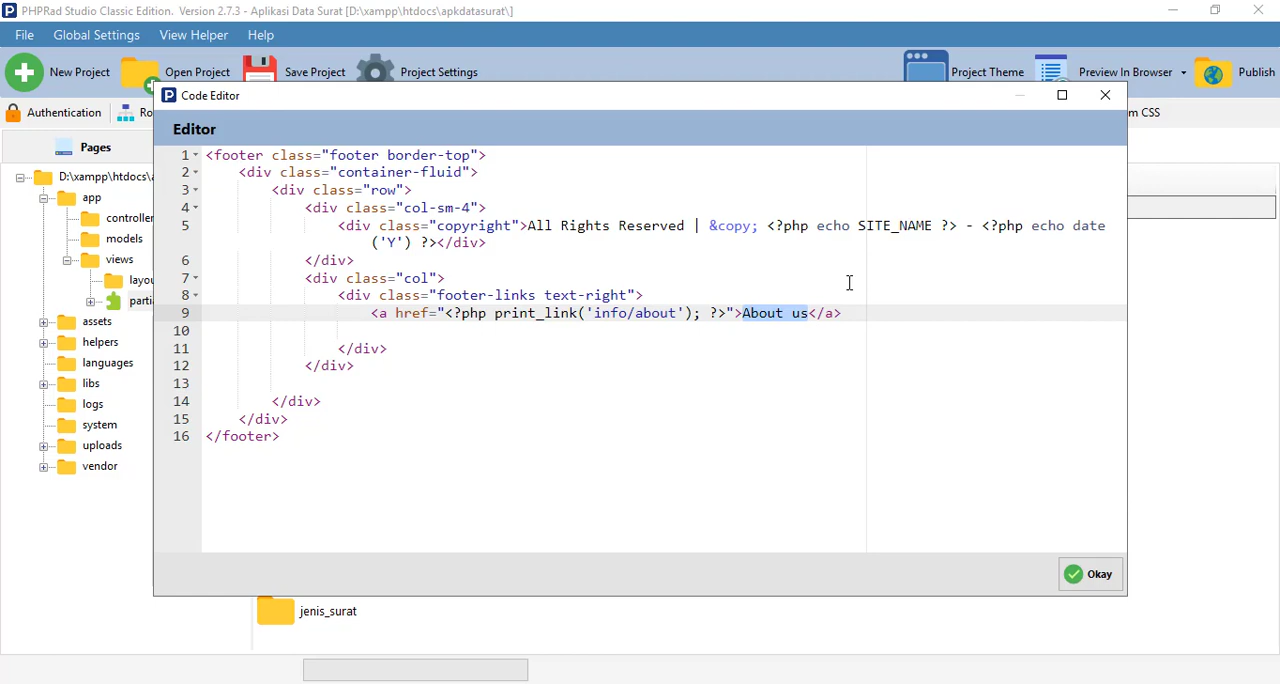 PHPRad Studio Classic Edition. Version 2.7.3 - Aplikasi Data Surat [D:\xampp\htdocs\apkdatasurat\]
File Global Settings View Helper Help
New Project Open Project Save Project Project Settings Project Theme Preview In Browser Publish
Authentication Ro m CSS
Code Editor
Editor
Pages
D:\xampp\htdocs\a
app
controller
models
views
layou
parti
assets
helpers
languages
libs
logs
system
uploads
vendor
1 <footer class="footer border-top">
2 <div class="container-fluid">
3 <div class="row">
4 <div class="col-sm-4">
5 <div class="copyright">All Rights Reserved | &copy; <?php echo SITE_NAME ?> - <?php echo date
('Y') ?></div>
6 </div>
7 <div class="col">
8 <div class="footer-links text-right">
9 <a href="<?php print_link('info/about'); ?>">About us</a>
10
11 </div>
12 </div>
13
14 </div>
15 </div>
16 </footer>
Okay
jenis_surat